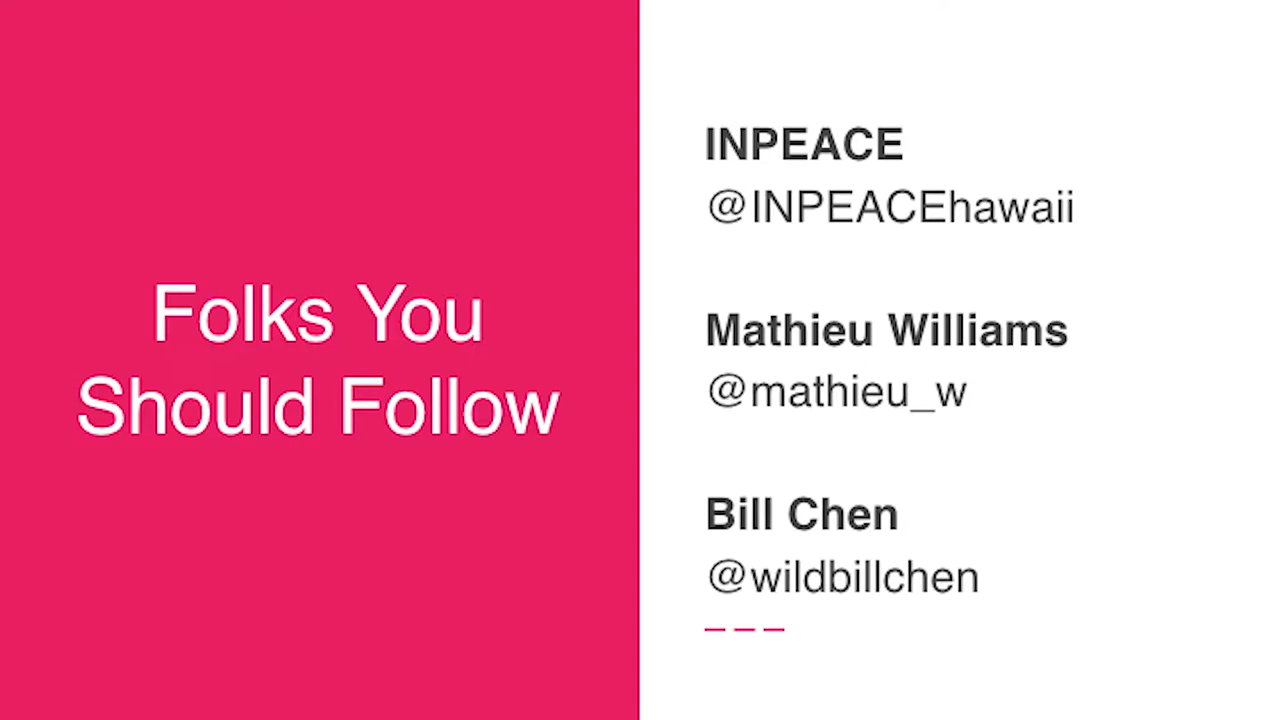 Folks You
Should Follow
INPEACE
@INPEACEhawaii
Mathieu Williams
@mathieu_w
Bill Chen
@wildbillchen